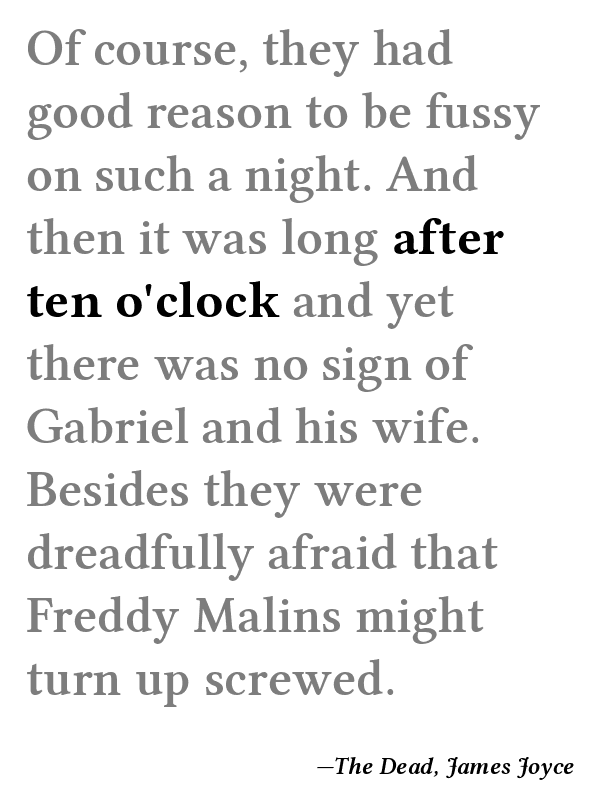 Of course, they had
good reason to be fussy
on such a night. And
then it was long after
ten o'clock and yet
there was no sign of
Gabriel and his wife.
Besides they were
dreadfully afraid that
Freddy Malins might
turn up screwed.
—The Dead, James Joyce